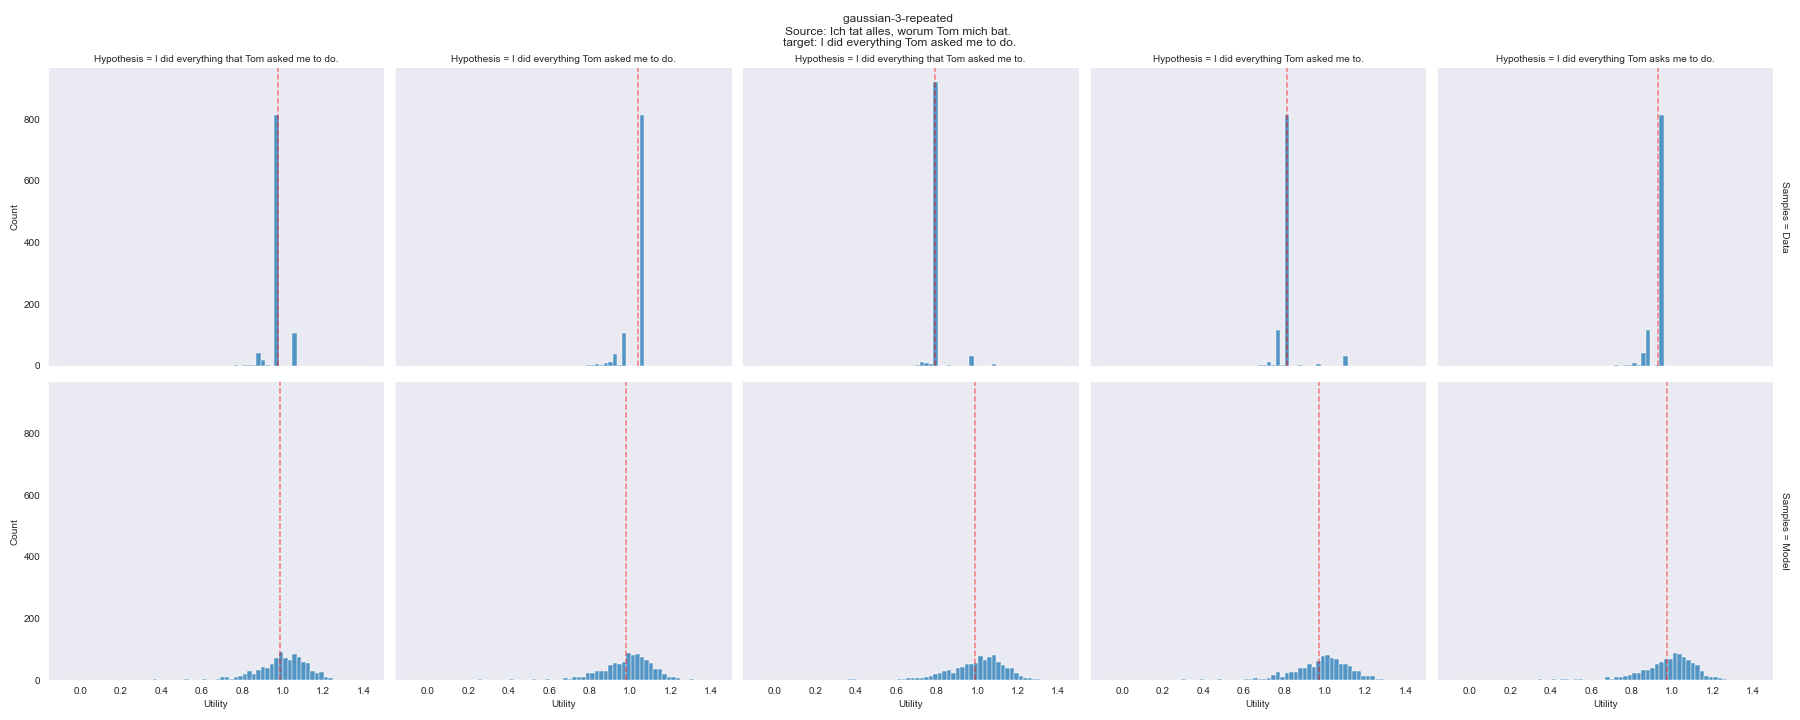 gaussian-3-repeated
Source: Ich tat alles, worum Tom mich bat.
target: I did everything Tom asked me to do.
Hypothesis = I did everything that Tom asked me to do.
Hypothesis = I did everything Tom asked me to do.
Hypothesis = I did everything that Tom asked me to.
Hypothesis = I did everything Tom asked me to.
Hypothesis = I did everything Tom asks me to do.
800
600
400
200
0
Count
Samples = Data
800
600
400
200
0
Count
Samples = Model
0.0 0.2 0.4 0.6 0.8 1.0 1.2 1.4
Utility
0.0 0.2 0.4 0.6 0.8 1.0 1.2 1.4
Utility
0.0 0.2 0.4 0.6 0.8 1.0 1.2 1.4
Utility
0.0 0.2 0.4 0.6 0.8 1.0 1.2 1.4
Utility
0.0 0.2 0.4 0.6 0.8 1.0 1.2 1.4
Utility